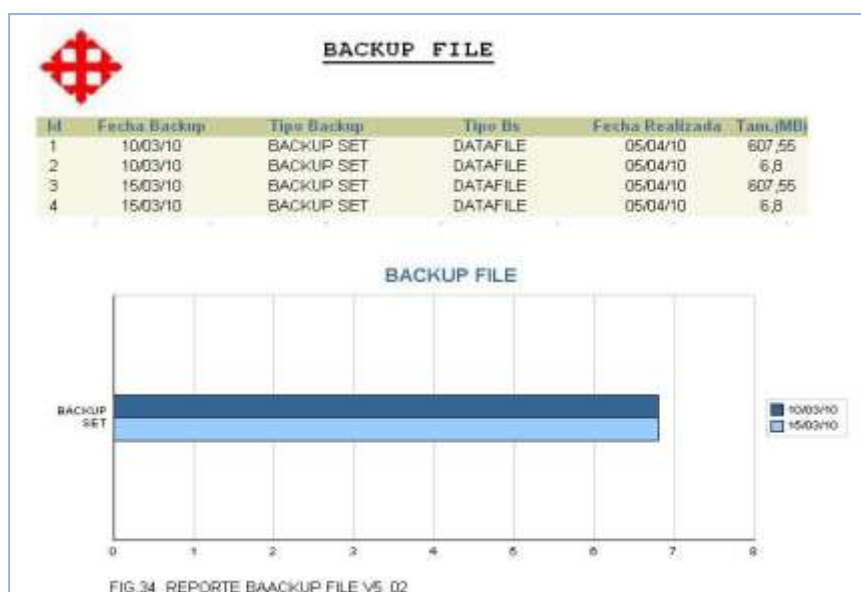 BACKUP FILE
Id Fecha Backup Tipo Backup Tipo Bs Fecha Realizada Tam.(MB)
1 10/03/10 BACKUP SET DATAFILE 05/04/10 607,55
2 10/03/10 BACKUP SET DATAFILE 05/04/10 6,8
3 15/03/10 BACKUP SET DATAFILE 05/04/10 607,55
4 15/03/10 BACKUP SET DATAFILE 05/04/10 6,8
BACKUP FILE
BACKUP
SET
10/03/10
15/03/10
0 1 2 3 4 5 6 7 8
FIG.34 REPORTE BAACKUP FILE V5_02